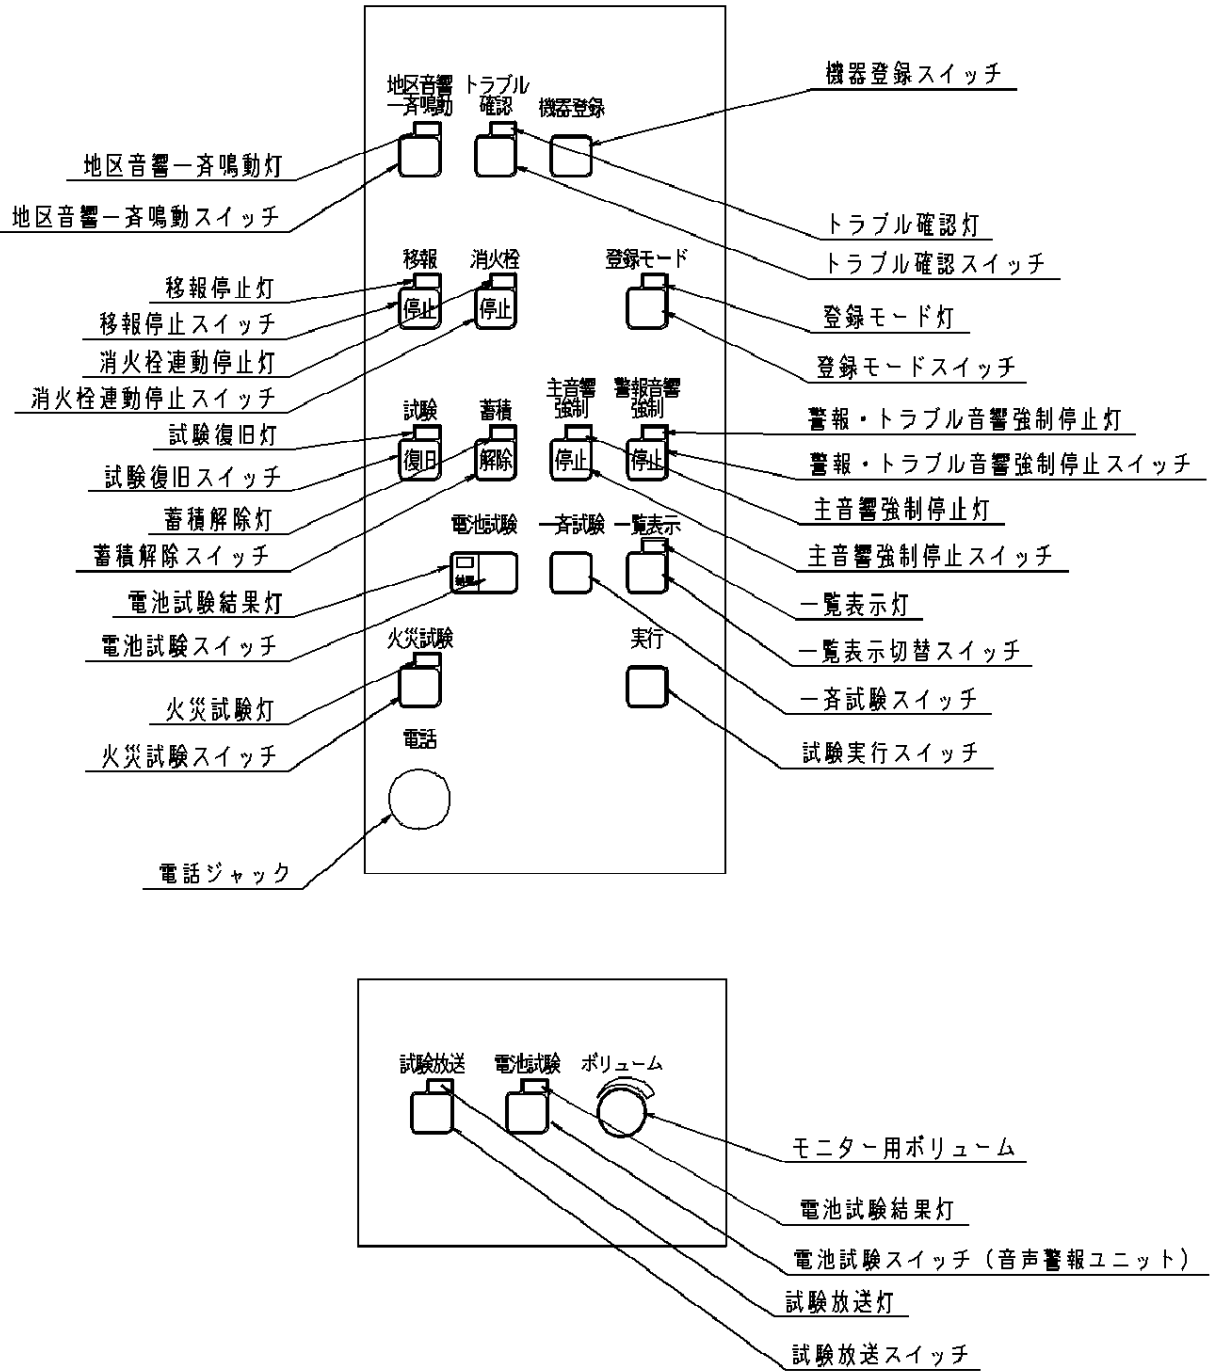 機器登録スイッチ
地区音響 トラブル
一斉鳴動 確認 機器登録
地区音響一斉鳴動灯
地区音響一斉鳴動スイッチ
トラブル確認灯
トラブル確認スイッチ
移報 消火栓 登録モード
移報停止灯
停止 停止
移報停止スイッチ
登録モード灯
消火栓連動停止灯
登録モードスイッチ
消火栓連動停止スイッチ
主音響 警報音響
試験 蓄積 強制 強制
警報・トラブル音響強制停止灯
試験復旧灯
復旧 解除 停止 停止
警報・トラブル音響強制停止スイッチ
試験復旧スイッチ
主音響強制停止灯
蓄積解除灯
電池試験 一斉試験 一覧表示
蓄積解除スイッチ
主音響強制停止スイッチ
結果
電池試験結果灯
一覧表示灯
電池試験スイッチ
火災試験 実行
一覧表示切替スイッチ
一斉試験スイッチ
火災試験灯
電話
火災試験スイッチ
試験実行スイッチ
電話ジャック
試験放送 電池試験 ボリューム
モニター用ボリューム
電池試験結果灯
電池試験スイッチ（音声警報ユニット）
試験放送灯
試験放送スイッチ